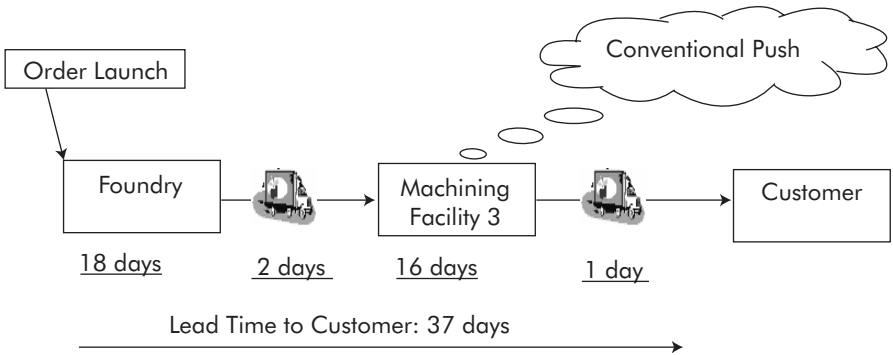 Conventional Push
Order Launch
Foundry
Machining
Facility 3
Customer
18 days
2 days
16 days
1 day
Lead Time to Customer: 37 days